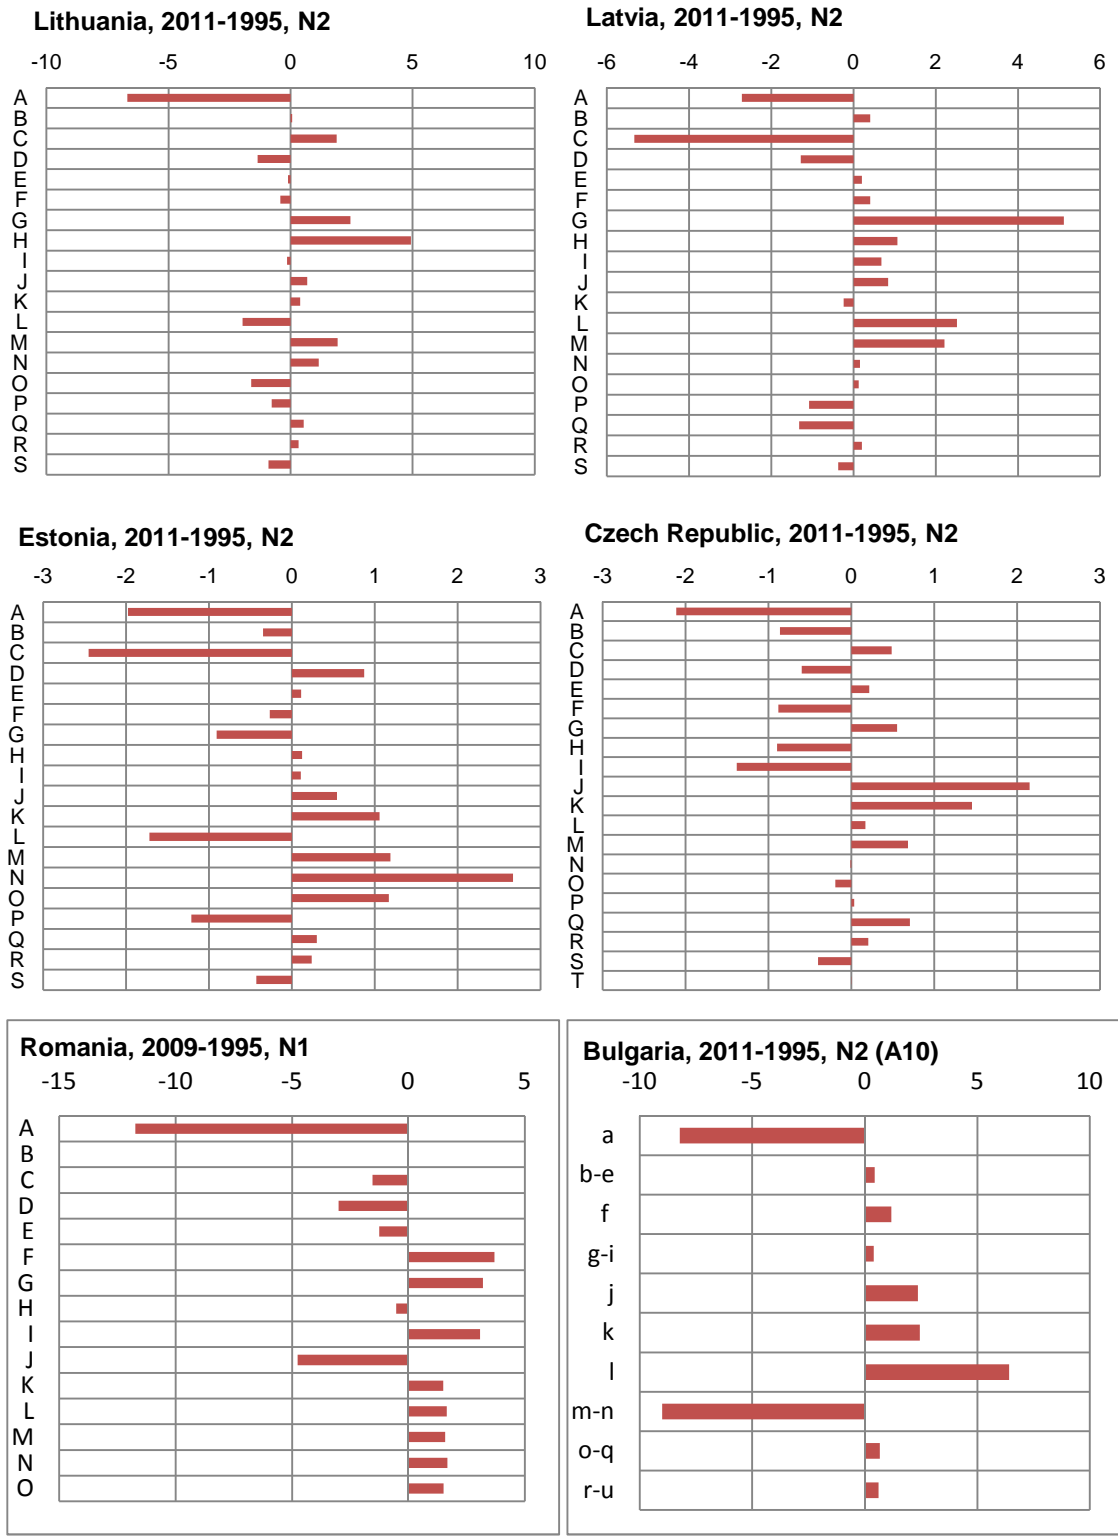 Lithuania, 2011-1995, N2
-10 -5 0 5 10
A
B
C
D
E
F
G
H
I
J
K
L
M
N
O
P
Q
R
S
Latvia, 2011-1995, N2
-6 -4 -2 0 2 4 6
A
B
C
D
E
F
G
H
I
J
K
L
M
N
O
P
Q
R
S
Estonia, 2011-1995, N2
-3 -2 -1 0 1 2 3
A
B
C
D
E
F
G
H
I
J
K
L
M
N
O
P
Q
R
S
Czech Republic, 2011-1995, N2
-3 -2 -1 0 1 2 3
A
B
C
D
E
F
G
H
I
J
K
L
M
N
O
P
Q
R
S
T
Romania, 2009-1995, N1
-15 -10 -5 0 5
A
B
C
D
E
F
G
H
I
J
K
L
M
N
O
Bulgaria, 2011-1995, N2 (A10)
-10 -5 0 5 10
a
b-e
f
g-i
j
k
l
m-n
o-q
r-u